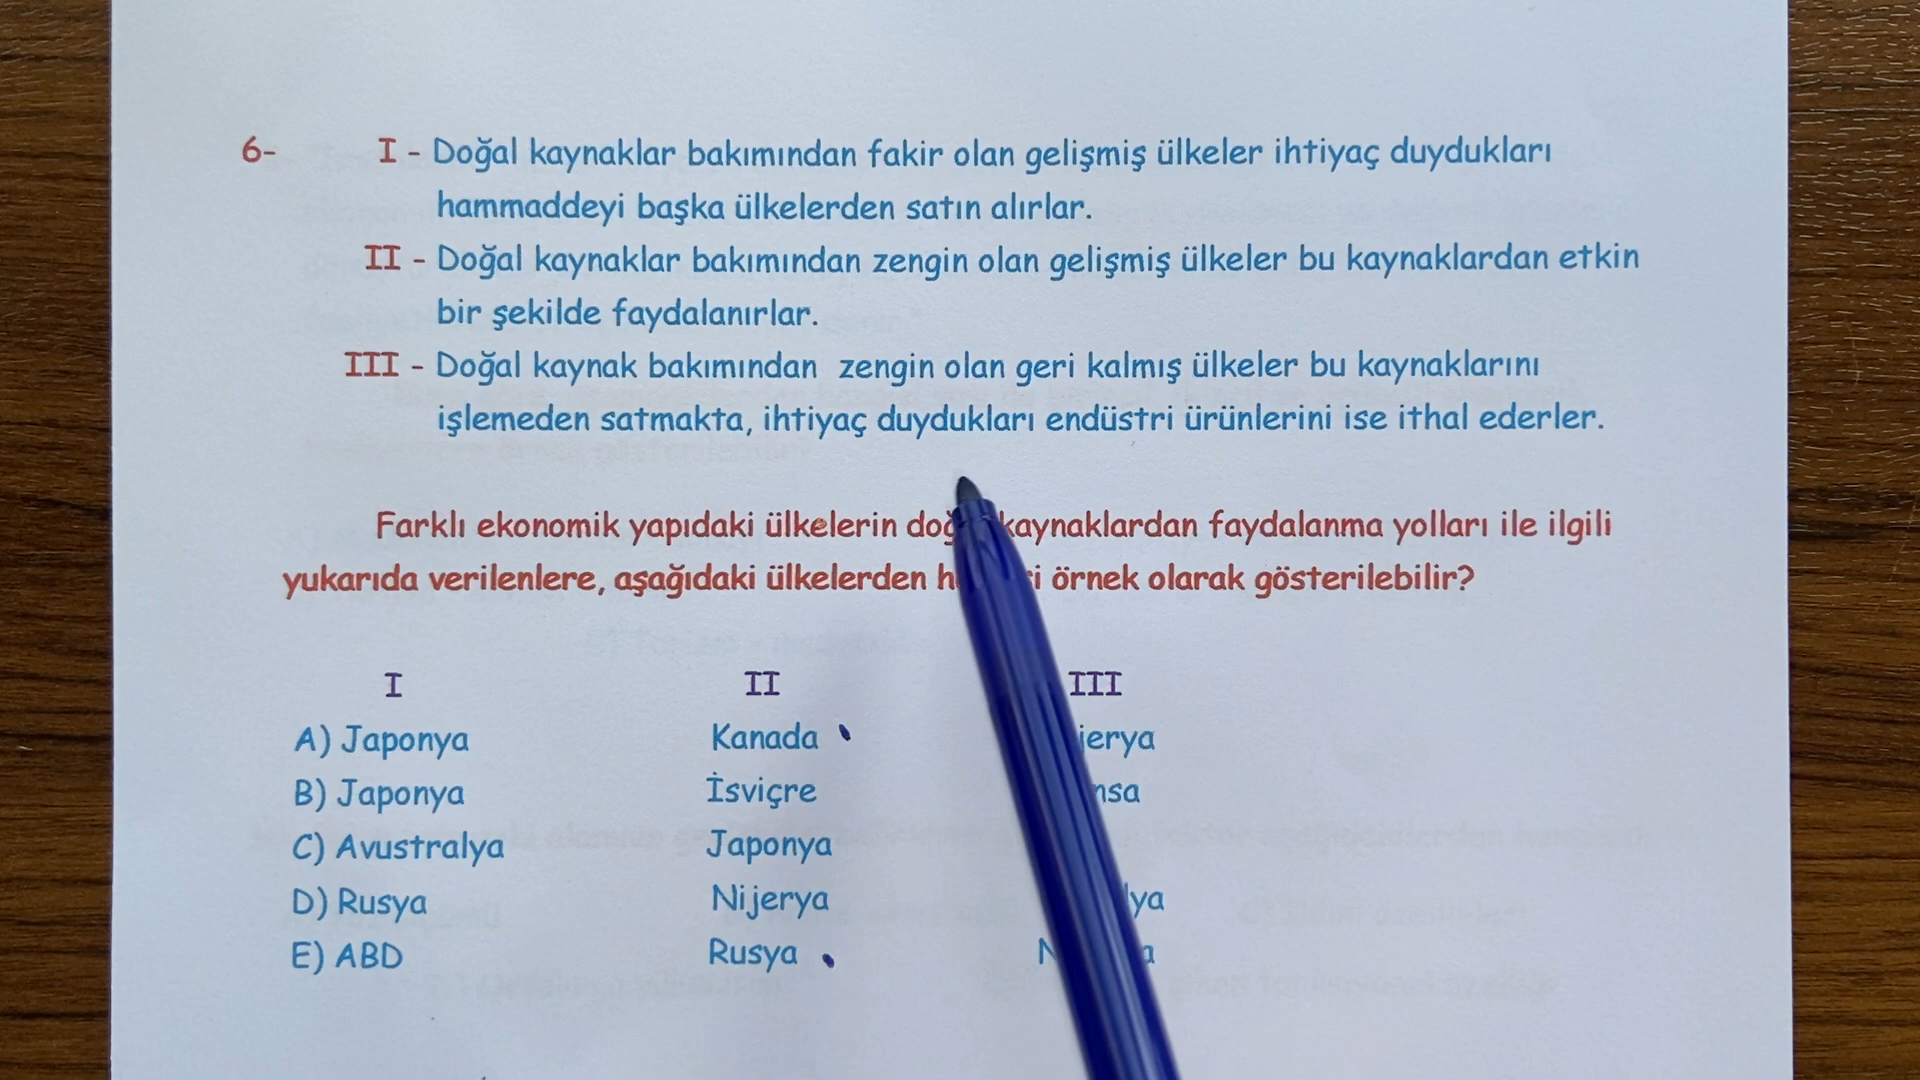 6- I - Doğal kaynaklar bakımından fakir olan gelişmiş ülkeler ihtiyaç duydukları
hammaddeyi başka ülkelerden satın alırlar.
II - Doğal kaynaklar bakımından zengin olan gelişmiş ülkeler bu kaynaklardan etkin
bir şekilde faydalanırlar.
III - Doğal kaynak bakımından zengin olan geri kalmış ülkeler bu kaynaklarını
işlemeden satmakta, ihtiyaç duydukları endüstri ürünlerini ise ithal ederler.
Farklı ekonomik yapıdaki ülkelerin kaynaklardan faydalanma yolları ile ilgili
yukarıda verilenlere, aşağıdaki ülkelerden örnek olarak gösterilebilir?
I II III
A) Japonya Kanada
B) Japonya İsviçre
C) Avustralya Japonya
D) Rusya Nijerya
E) ABD Rusya